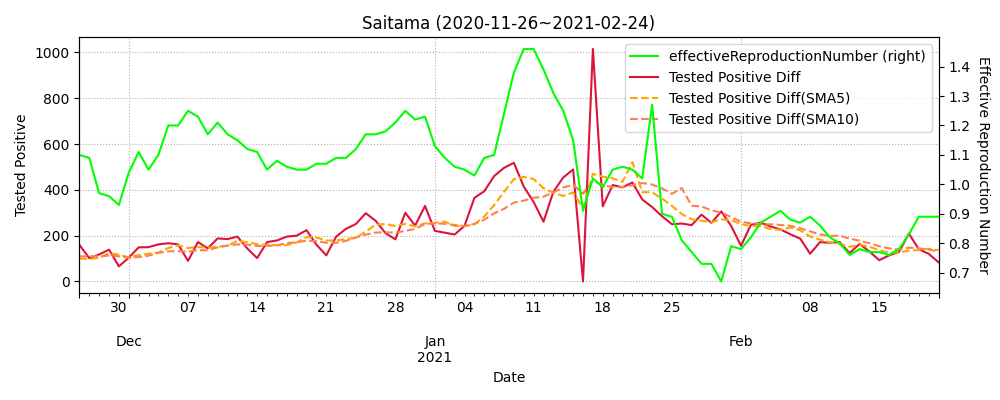 Saitama (2020-11-26~2021-02-24)
effectiveReproductionNumber (right)
Tested Positive Diff
Tested Positive Diff(SMA5)
Tested Positive Diff(SMA10)
Tested Positive
1000
800
600
400
200
0
1.4
1.3
1.2
1.1
1.0
0.9
0.8
0.7
Effective Reproduction Number
30 07 14 21 28 04 11 18 25 08 15
Dec Jan Feb
2021
Date